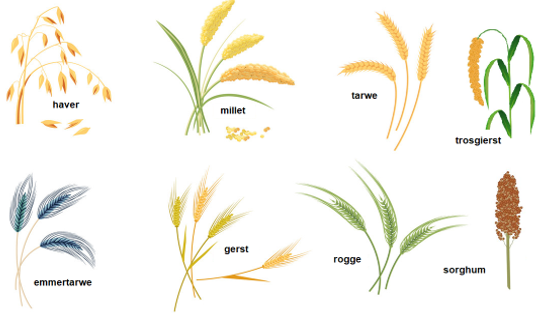 haver
millet
tarwe
trosgierst
emmertarwe
gerst
rogge
sorghum